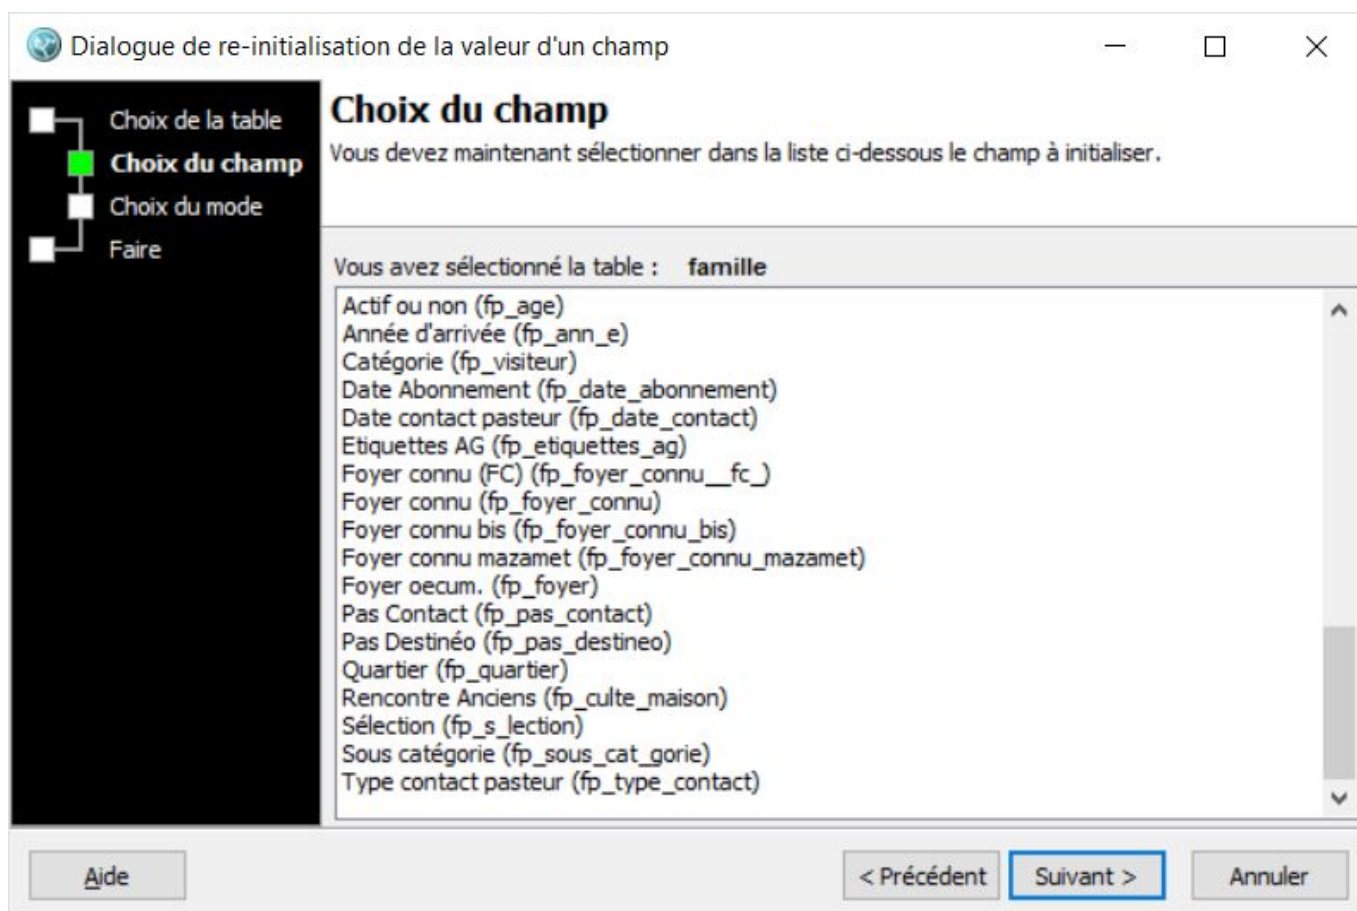 Dialogue de re-initialisation de la valeur d'un champ
Choix de la table
Choix du champ
Choix du mode
Faire
Choix du champ
Vous devez maintenant sélectionner dans la liste ci-dessous le champ à initialiser.
Vous avez sélectionné la table : famille
Actif ou non (fp_age)
Année d'arrivée (fp_ann_e)
Catégorie (fp_visiteur)
Date Abonnement (fp_date_abonnement)
Date contact pasteur (fp_date_contact)
Etiquettes AG (fp_etiquettes_ag)
Foyer connu (FC) (fp_foyer_connu__fc_)
Foyer connu (fp_foyer_connu)
Foyer connu bis (fp_foyer_connu_bis)
Foyer connu mazamet (fp_foyer_connu_mazamet)
Foyer oecum. (fp_foyer)
Pas Contact (fp_pas_contact)
Pas Destinéo (fp_pas_destineo)
Quartier (fp_quartier)
Rencontre Anciens (fp_culte_maison)
Sélection (fp_s_lection)
Sous catégorie (fp_sous_cat_gorie)
Type contact pasteur (fp_type_contact)
Aide
< Précédent
Suivant >
Annuler